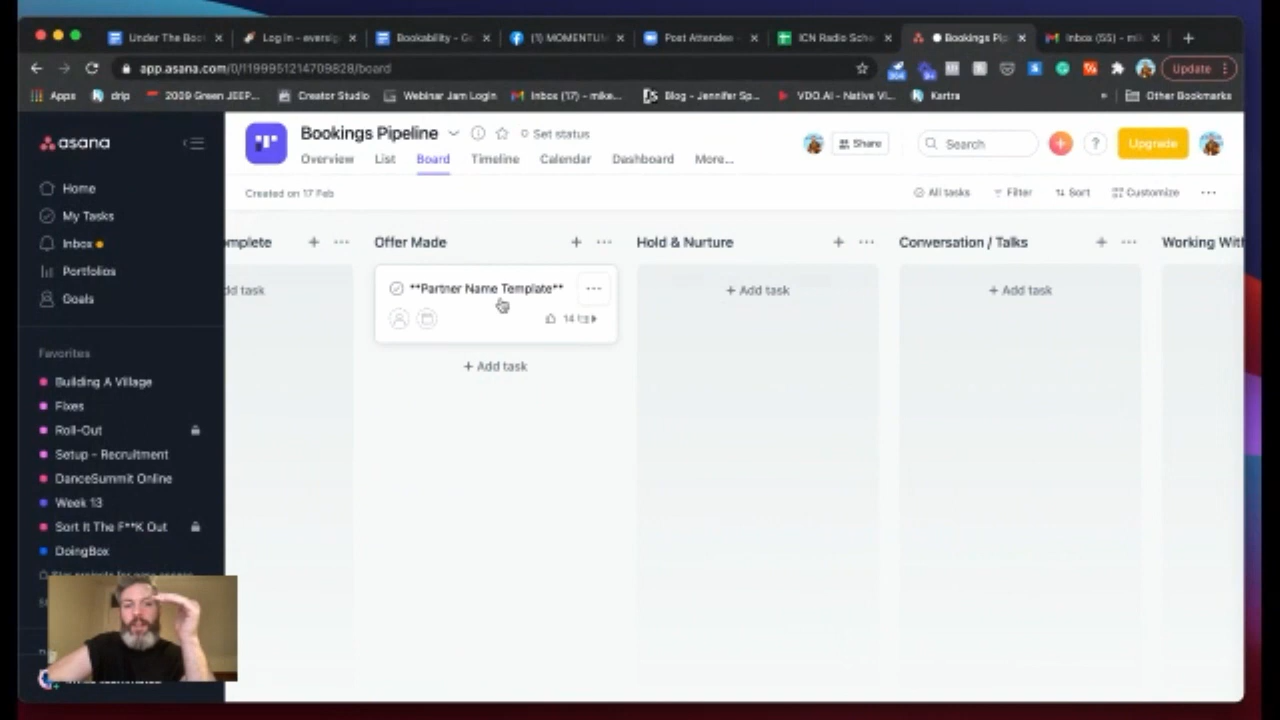 Under The Boo
Log In - eversig
Bookability - G
(1) MOMENTUM
Post Attendee -
ICN Radio Sche
Bookings Pip
Inbox (55) - mik
app.asana.com/0/1199951214709828/board
Update
Apps
drip
2009 Green JEEP...
Creator Studio
Webinar Jam Login
Inbox (17) - mike...
Blog - Jennifer Sp...
VDO.AI - Native Vi...
Kartra
»
Other Bookmarks
asana
Home
My Tasks
Inbox
Portfolios
Goals
Favorites
Building A Village
Fixes
Roll-Out
Setup - Recruitment
DanceSummit Online
Week 13
Sort It The F**K Out
DoingBox
Bookings Pipeline
Set status
Overview
List
Board
Timeline
Calendar
Dashboard
More...
Share
Search
?
Upgrade
Created on 17 Feb
All tasks
Filter
Sort
Customize
mplete
Offer Made
Hold & Nurture
Conversation / Talks
Working With
dd task
**Partner Name Template**
14
+ Add task
+ Add task
+ Add task